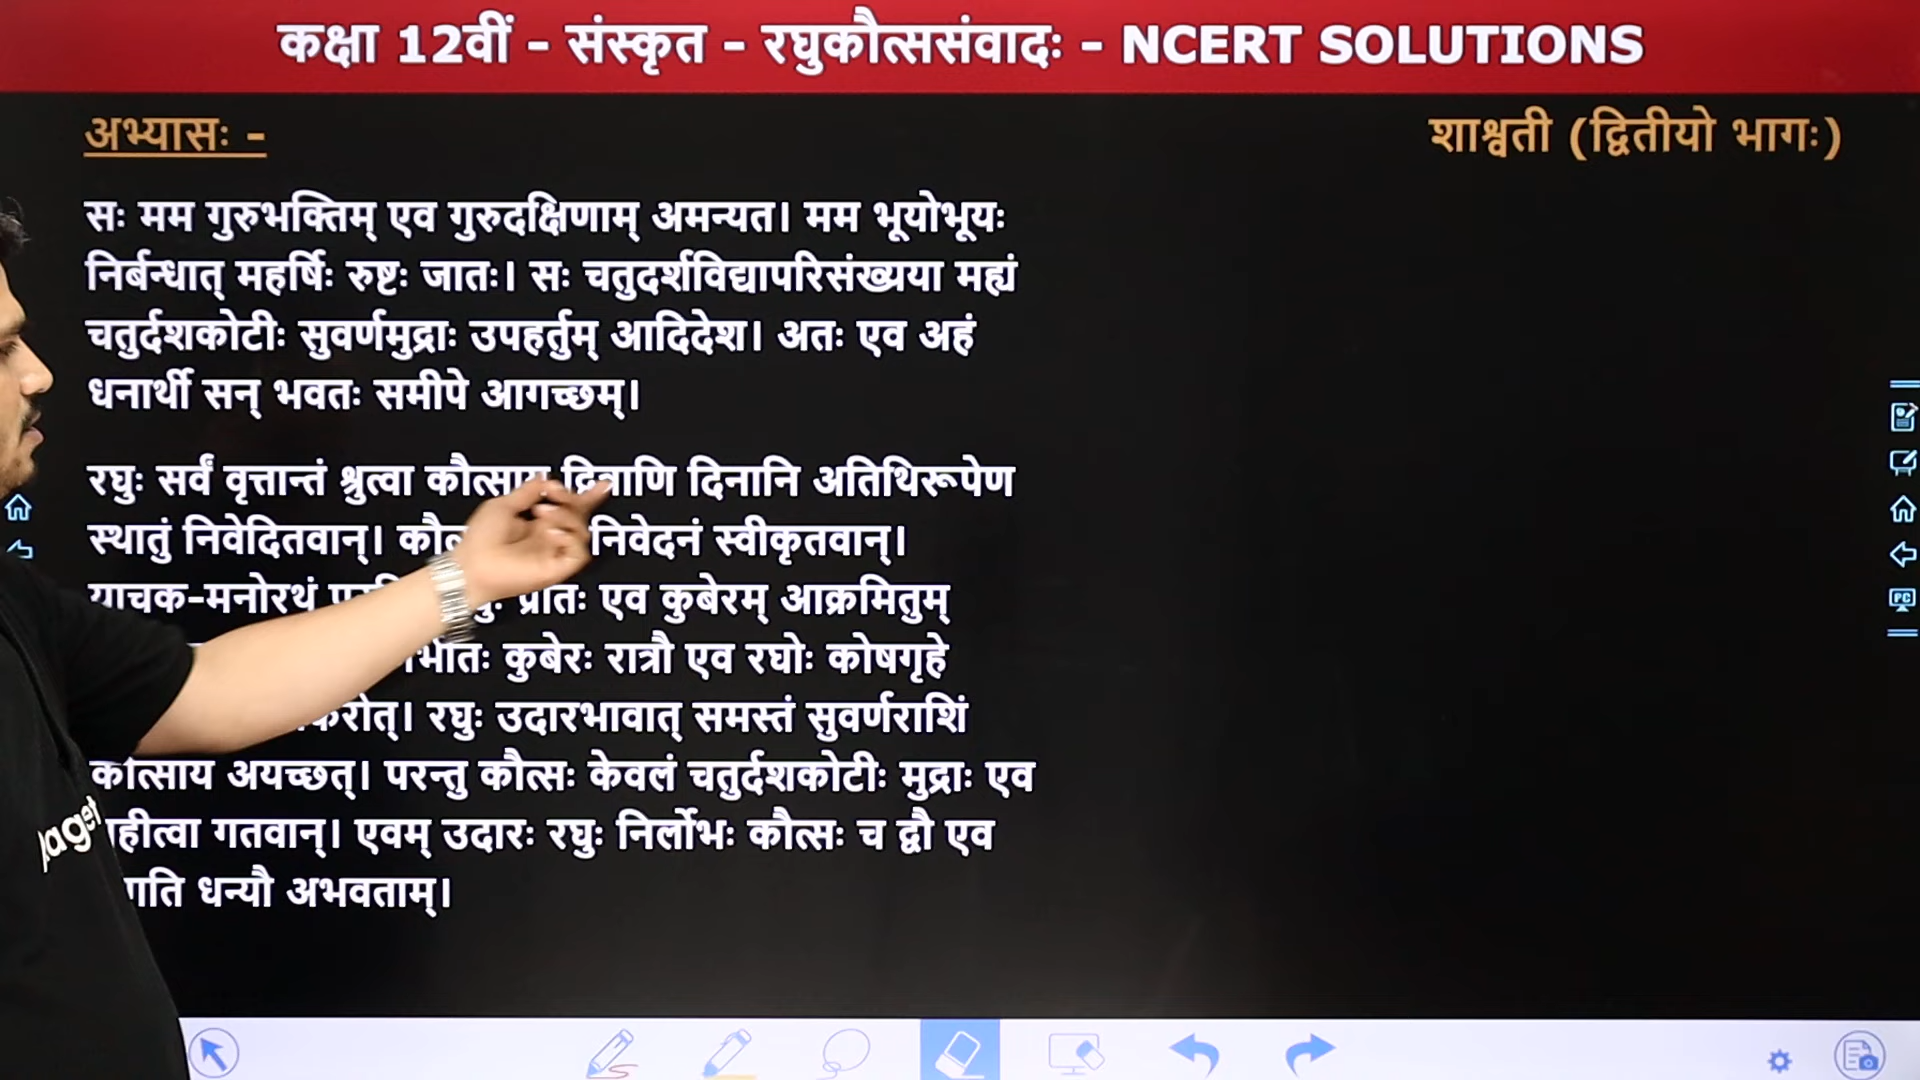 कक्षा 12वीं - संस्कृत - रघुकौत्ससंवादः - NCERT SOLUTIONS
अभ्यासः -
शाश्वती (द्वितीयो भागः)
सः मम गुरुभक्तिम् एव गुरुदक्षिणाम् अमन्यत। मम भूयोभूयः
निर्बन्धात् महर्षिः रुष्टः जातः। सः चतुदर्शविद्यापरिसंख्यया मह्यं
चतुर्दशकोटीः सुवर्णमुद्राः उपहर्तुम् आदिदेश। अतः एव अहं
धनार्थी सन् भवतः समीपे आगच्छम्।
रघुः सर्वं वृत्तान्तं श्रुत्वा कौत्साय द्वित्राणि दिनानि अतिथिरूपेण
स्थातुं निवेदितवान्। निवेदनं स्वीकृतवान्।
याचक-मनोरथं प्रातः एव कुबेरम् आक्रमितुम्
कुबेरः रात्रौ एव रघोः कोषगृहे
रघुः उदारभावात् समस्तं सुवर्णराशिं
कौत्साय अयच्छत्। परन्तु कौत्सः केवलं चतुर्दशकोटीः मुद्राः एव
गतवान्। एवम् उदारः रघुः निर्लोभः कौत्सः च द्वौ एव
धन्यौ अभवताम्।